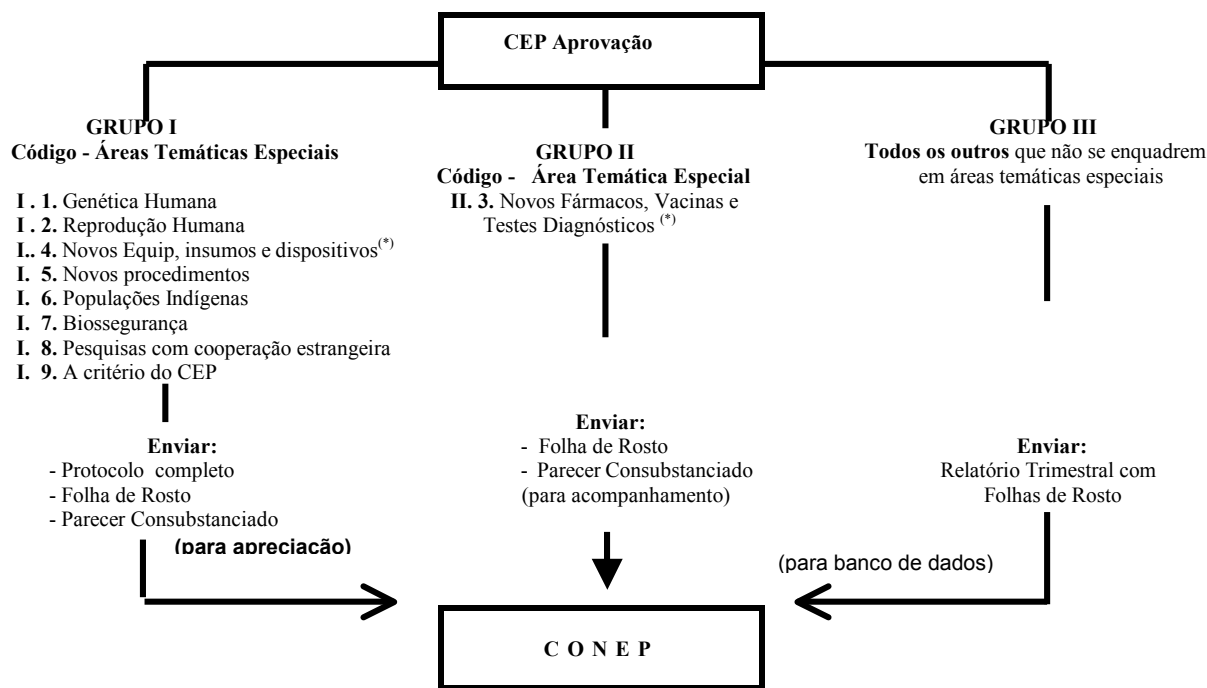 CEP Aprovação
GRUPO I
Código - Áreas Temáticas Especiais
I . 1. Genética Humana
I . 2. Reprodução Humana
I.. 4. Novos Equip, insumos e dispositivos(*)
I. 5. Novos procedimentos
I. 6. Populações Indígenas
I. 7. Biossegurança
I. 8. Pesquisas com cooperação estrangeira
I. 9. A critério do CEP
Enviar:
- Protocolo completo
- Folha de Rosto
- Parecer Consubstanciado
(para apreciação)
GRUPO II
Código - Área Temática Especial
II. 3. Novos Fármacos, Vacinas e
Testes Diagnósticos (*)
Enviar:
- Folha de Rosto
- Parecer Consubstanciado
(para acompanhamento)
GRUPO III
Todos os outros que não se enquadrem
em áreas temáticas especiais
Enviar:
Relatório Trimestral com
Folhas de Rosto
(para banco de dados)
C O N E P